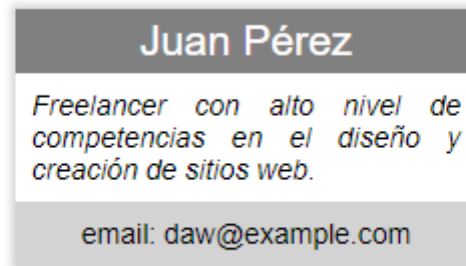 Juan Pérez
Freelancer con alto nivel de
competencias en el diseño y
creación de sitios web.
email: daw@example.com